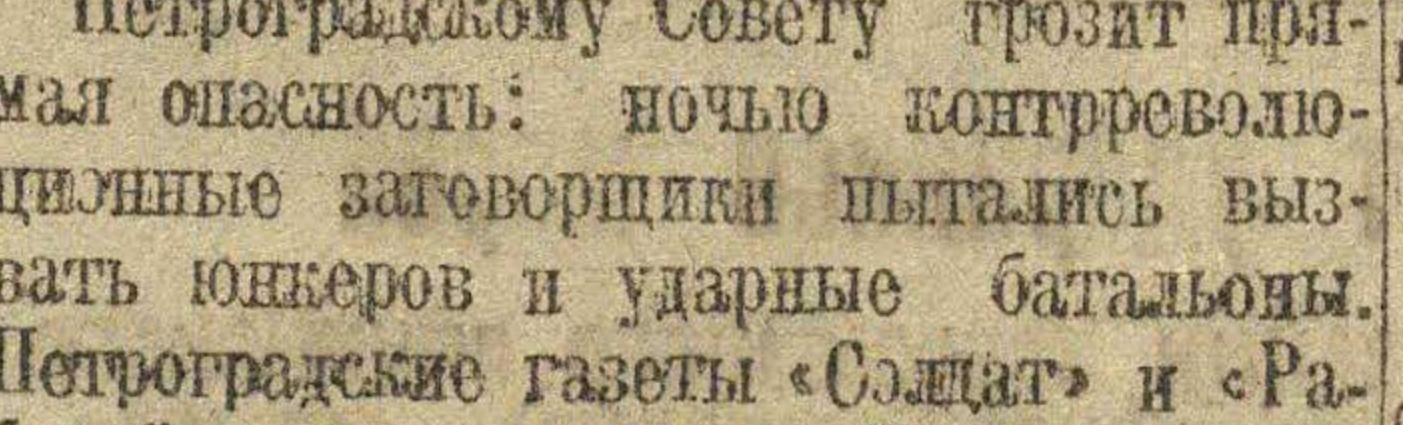 Петроградскому Совету грозит пря-
мая опасность: ночью контрреволю-
ционные заговорщики пытались выз-
вать юнкеров и ударные батальоны.
Петроградские газеты «Солдат» и «Ра-